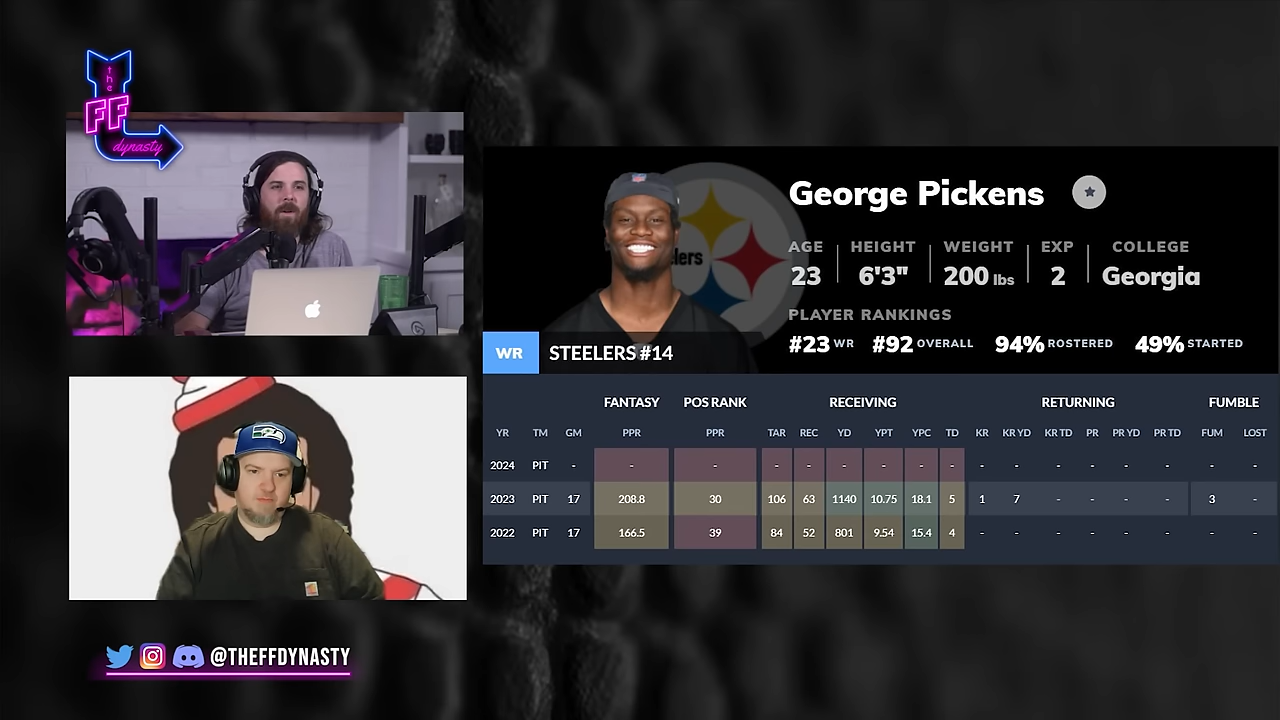 the
FF
dynasty
George Pickens
AGE HEIGHT WEIGHT EXP COLLEGE
23 6'3" 200 lbs 2 Georgia
PLAYER RANKINGS
#23 WR #92 OVERALL 94% ROSTERED 49% STARTED
elers
WR STEELERS #14
FANTASY POS RANK RECEIVING RETURNING FUMBLE
YR TM GM PPR PPR TAR REC YD YPT YPC TD KR KR YD KR TD PR PR YD PR TD FUM LOST
2024 PIT - - - - - - - - - - - - - - - -
2023 PIT 17 208.8 30 106 63 1140 10.75 18.1 5 1 7 - - - - 3 -
2022 PIT 17 166.5 39 84 52 801 9.54 15.4 4 - - - - - - - -
@THEFFDYNASTY